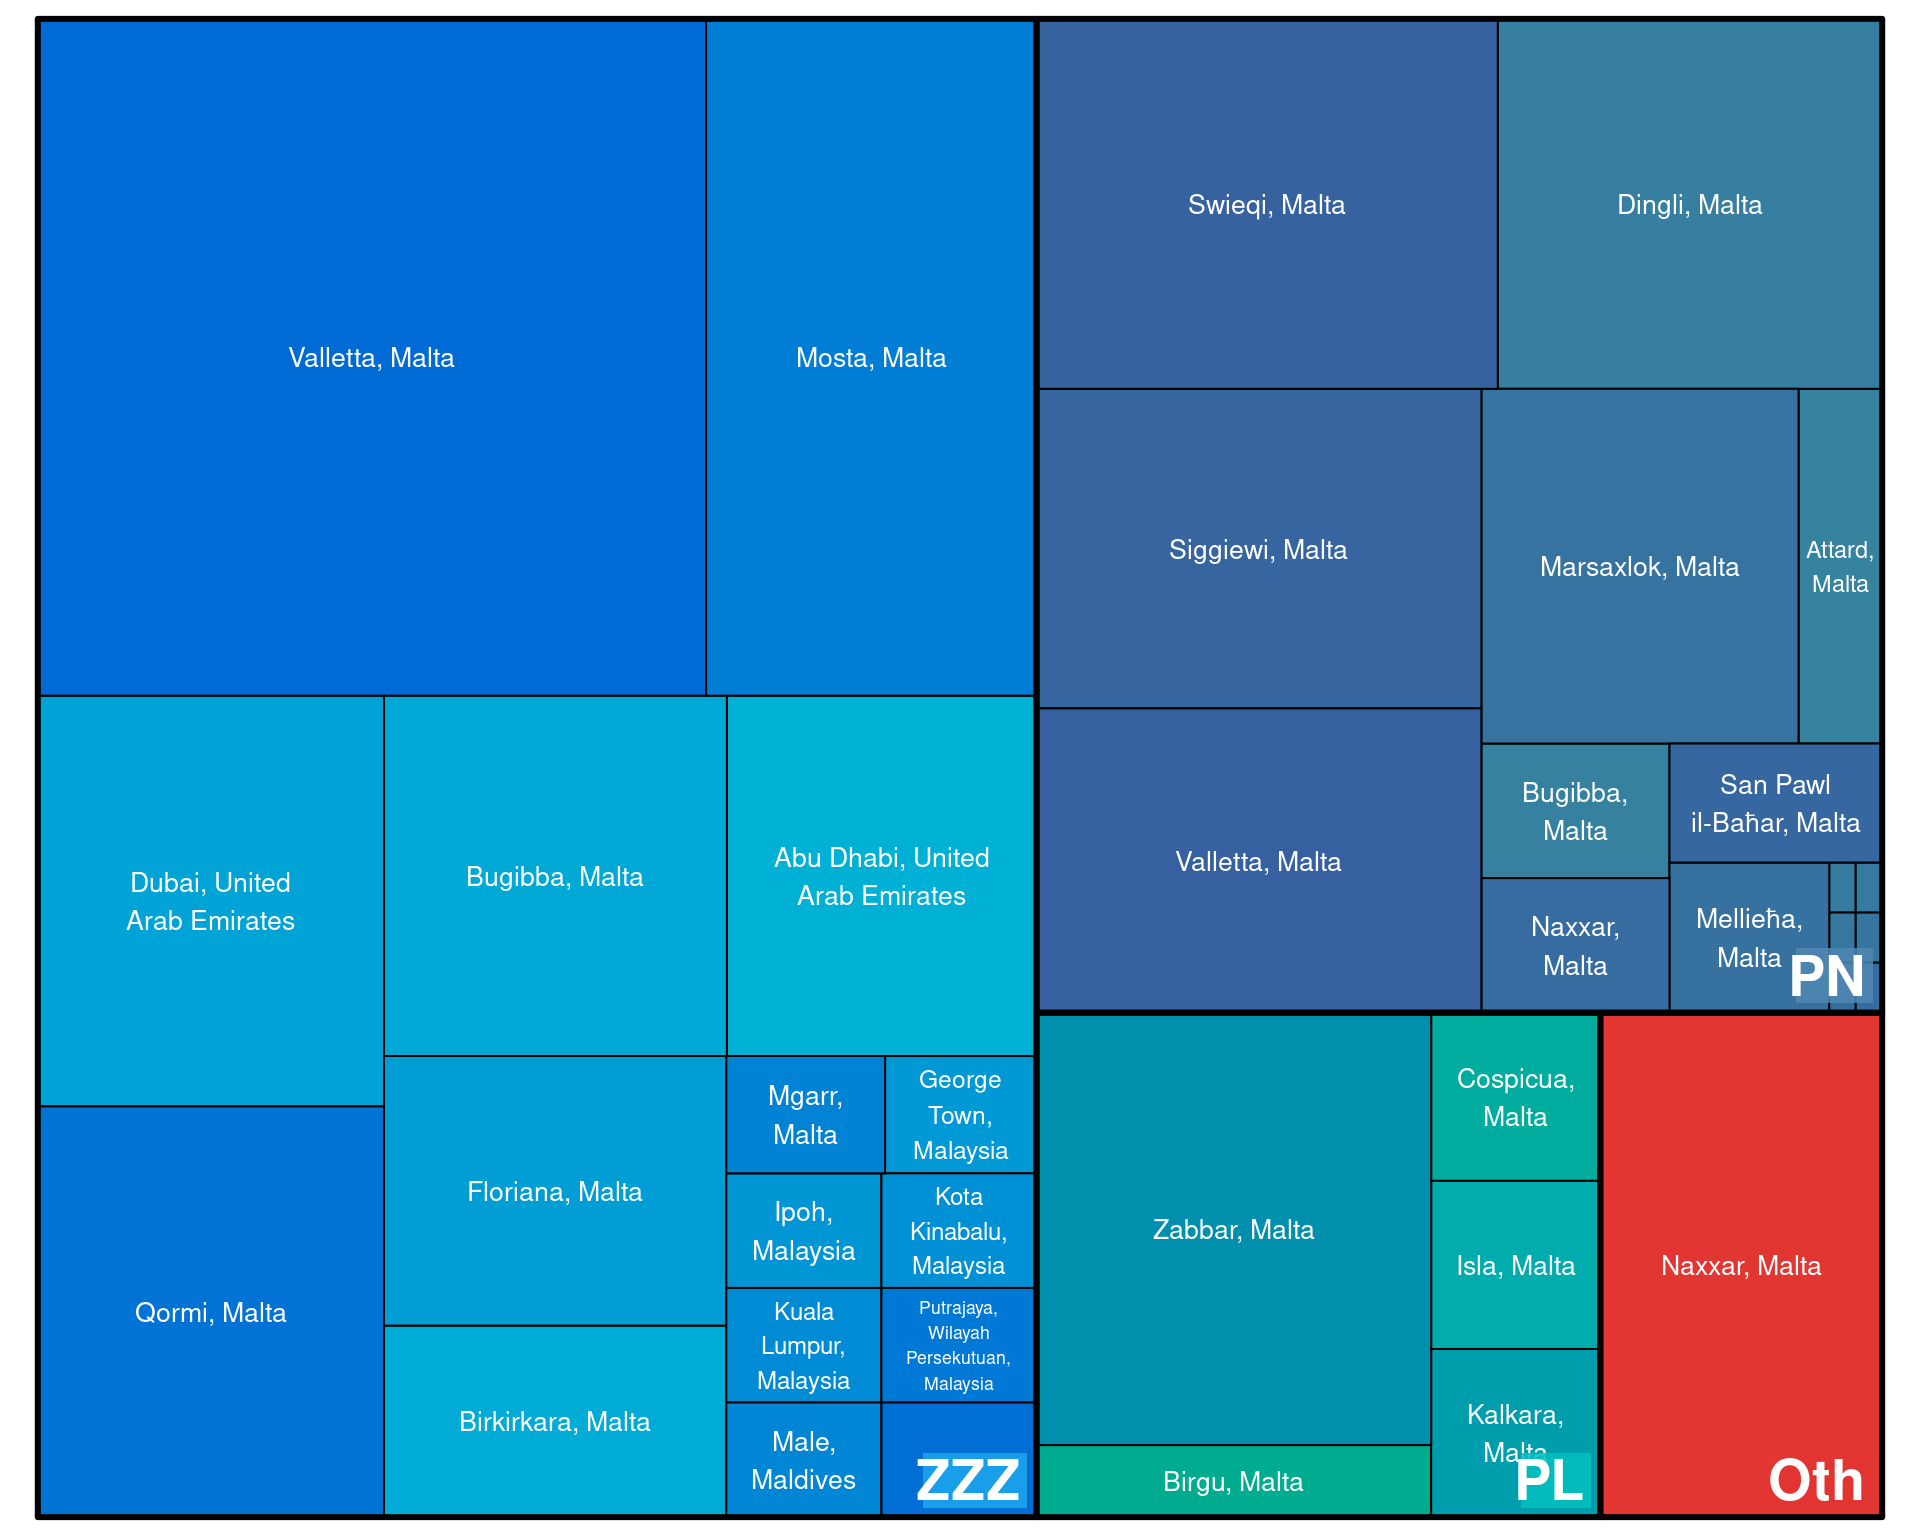 Valletta, Malta
Mosta, Malta
Dubai, United
Arab Emirates
Bugibba, Malta
Abu Dhabi, United
Arab Emirates
Qormi, Malta
Floriana, Malta
Birkirkara, Malta
Mgarr,
Malta
George
Town,
Malaysia
Ipoh,
Malaysia
Kota
Kinabalu,
Malaysia
Kuala
Lumpur,
Malaysia
Putrajaya,
Wilayah
Persekutuan,
Malaysia
Male,
Maldives
ZZZ
Swieqi, Malta
Dingli, Malta
Siggiewi, Malta
Marsaxlok, Malta
Attard,
Malta
Valletta, Malta
Bugibba,
Malta
San Pawl
il-Baħar, Malta
Naxxar,
Malta
Mellieħa,
Malta
PN
Zabbar, Malta
Cospicua,
Malta
Isla, Malta
Kalkara,
Malta
Birgu, Malta
PL
Naxxar, Malta
Oth